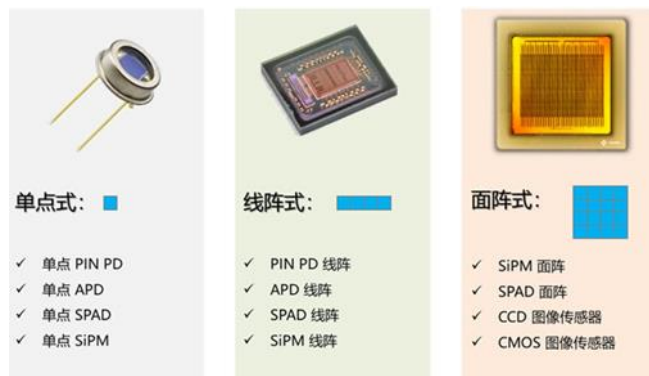 单点式：
✓ 单点 PIN PD
✓ 单点 APD
✓ 单点 SPAD
✓ 单点 SiPM
线阵式：
✓ PIN PD 线阵
✓ APD 线阵
✓ SPAD 线阵
✓ SiPM 线阵
面阵式：
✓ SiPM 面阵
✓ SPAD 面阵
✓ CCD 图像传感器
✓ CMOS 图像传感器